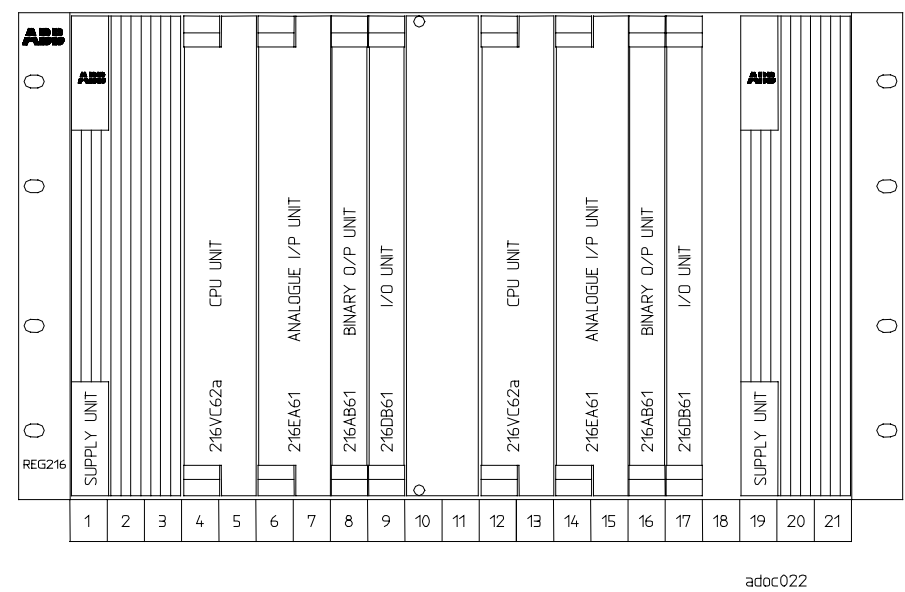 ABB
ABB
ABB
CPU UNIT
ANALOGUE I/P UNIT
BINARY O/P UNIT
I/O UNIT
CPU UNIT
ANALOGUE I/P UNIT
BINARY O/P UNIT
I/O UNIT
216VC62a
216EA61
216AB61
216DB61
216VC62a
216EA61
216AB61
216DB61
REG216
SUPPLY UNIT
SUPPLY UNIT
1 2 3 4 5 6 7 8 9 10 11 12 13 14 15 16 17 18 19 20 21
adoc022